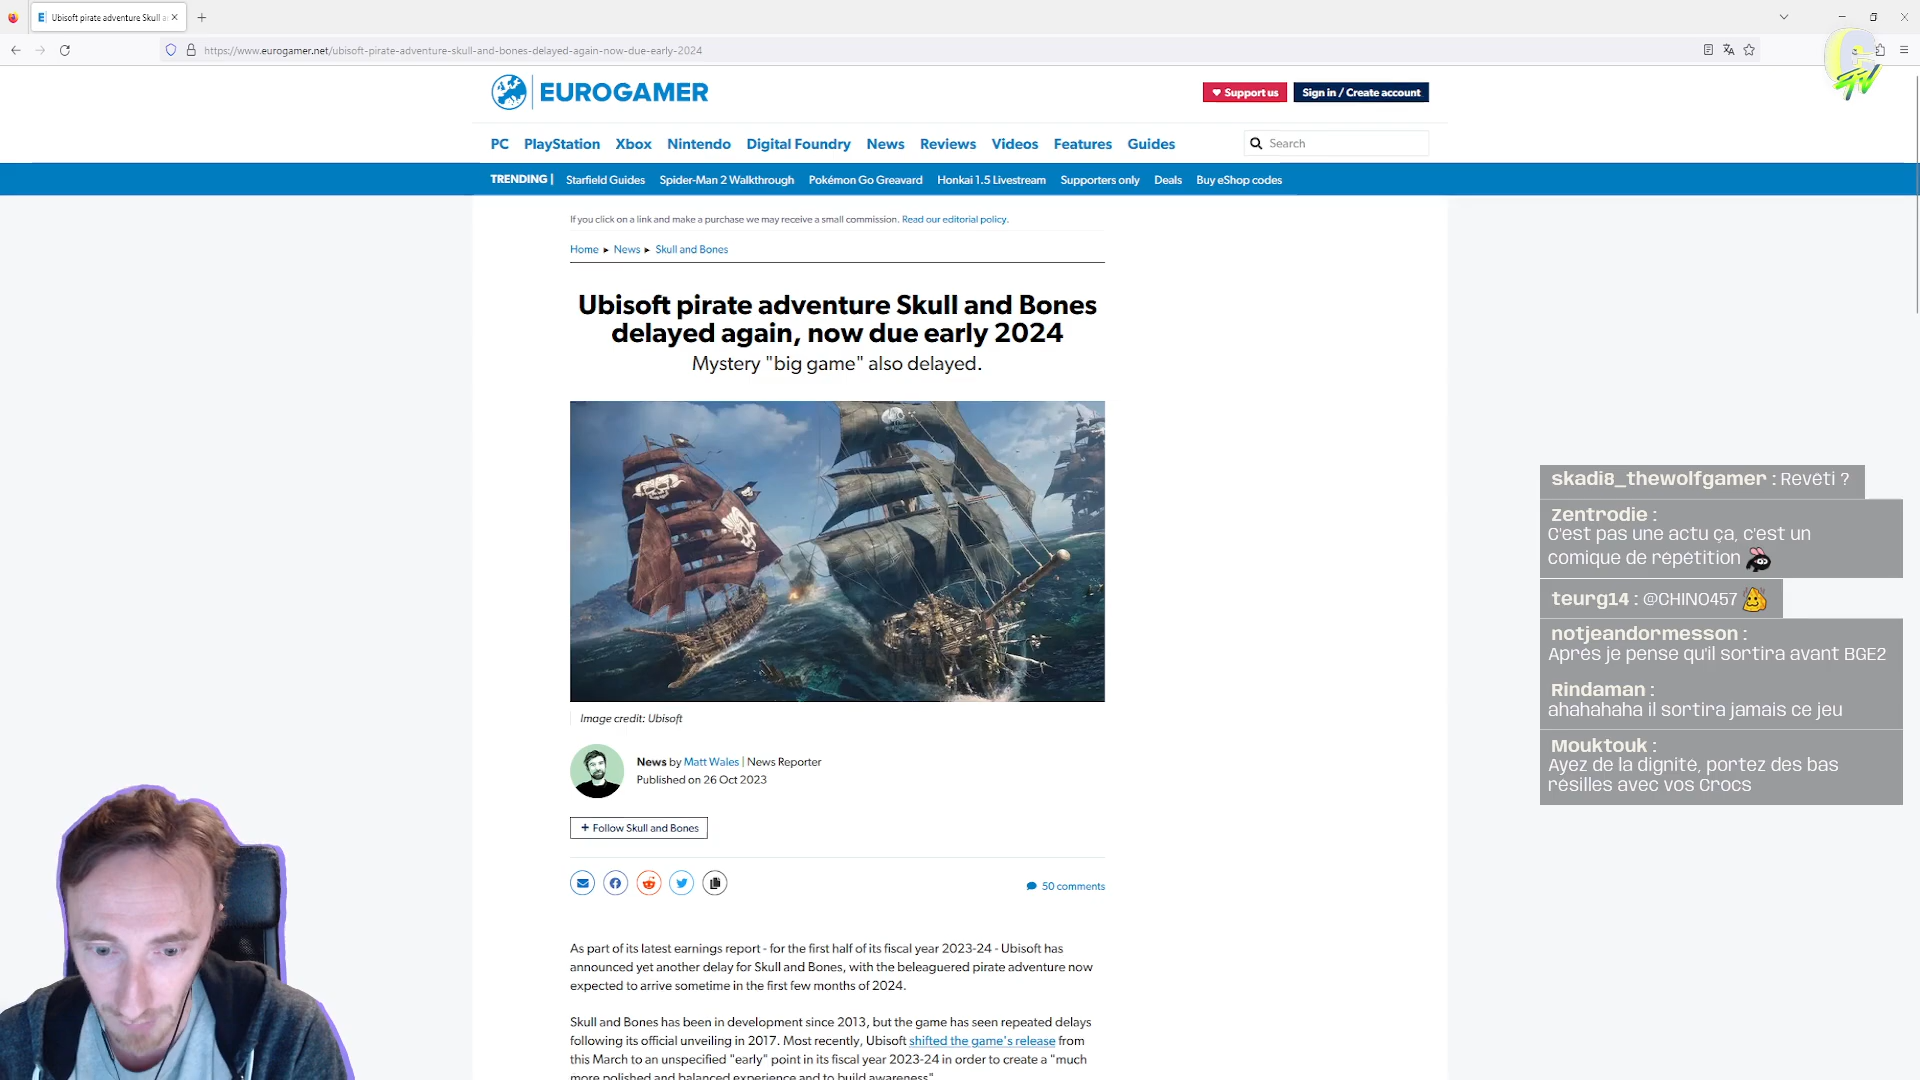 Ubisoft pirate adventure Skull a
https://www.eurogamer.net/ubisoft-pirate-adventure-skull-and-bones-delayed-again-now-due-early-2024
EUROGAMER
Support us
Sign in / Create account
PC PlayStation Xbox Nintendo Digital Foundry News Reviews Videos Features Guides
Search
TRENDING | Starfield Guides Spider-Man 2 Walkthrough Pokémon Go Greavard Honkai 1.5 Livestream Supporters only Deals Buy eShop codes
If you click on a link and make a purchase we may receive a small commission. Read our editorial policy.
Home ▸ News ▸ Skull and Bones
Ubisoft pirate adventure Skull and Bones
delayed again, now due early 2024
Mystery "big game" also delayed.
Image credit: Ubisoft
News by Matt Wales | News Reporter
Published on 26 Oct 2023
+ Follow Skull and Bones
50 comments
As part of its latest earnings report - for the first half of its fiscal year 2023-24 - Ubisoft has
announced yet another delay for Skull and Bones, with the beleaguered pirate adventure now
expected to arrive sometime in the first few months of 2024.
Skull and Bones has been in development since 2013, but the game has seen repeated delays
following its official unveiling in 2017. Most recently, Ubisoft shifted the game's release from
this March to an unspecified "early" point in its fiscal year 2023-24 in order to create a "much
more polished and balanced experience and to build awareness".
skadi8_thewolfgamer : Revêti ?
Zentrodie :
C'est pas une actu ça, c'est un
comique de répétition
teurg14 : @CHINO457
notjeandormesson :
Après je pense qu'il sortira avant BGE2
Rindaman :
ahahahaha il sortira jamais ce jeu
Mouktouk :
Ayez de la dignité, portez des bas
résilles avec vos Crocs